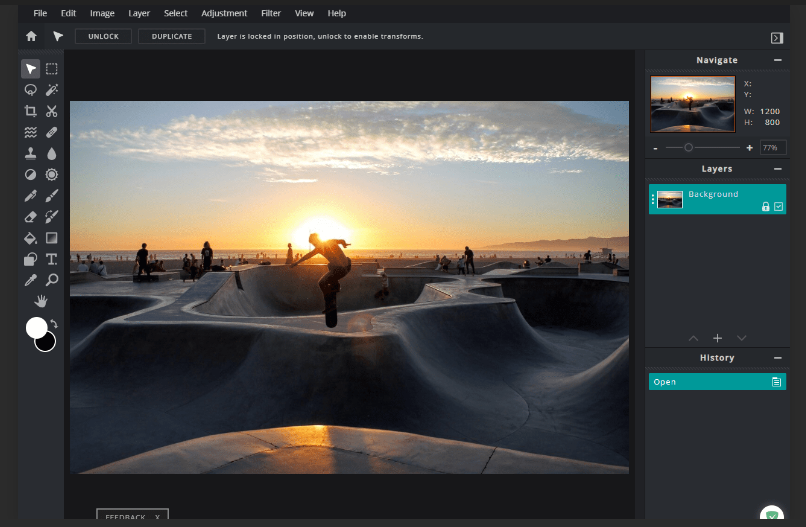 File Edit Image Layer Select Adjustment Filter View Help
UNLOCK DUPLICATE Layer is locked in position, unlock to enable transforms.
Navigate
X:
Y:
W: 1200
H: 800
- + 77%
Layers
Background
History
Open
FEEDBACK X